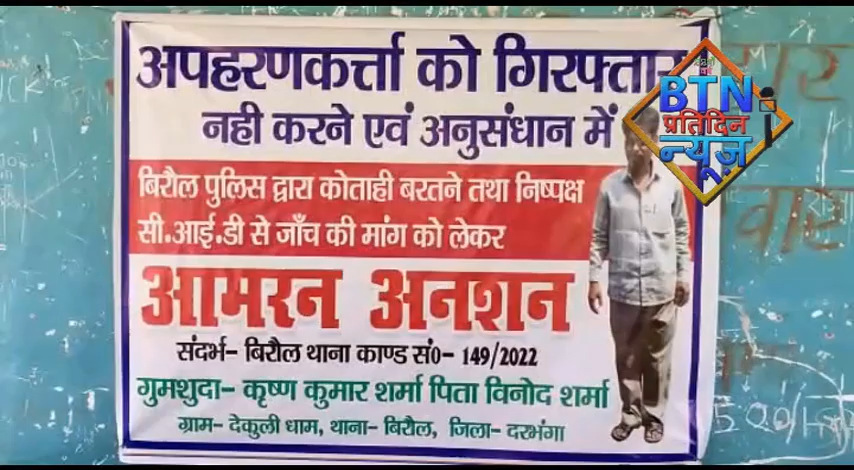 अपहरणकर्त्ता को गिरफ्तार
नही करने एवं अनुसंधान में
बिरौल पुलिस द्वारा कोताही बरतने तथा निष्पक्ष
सी.आई.डी से जाँच की मांग को लेकर
आमरन अनशन
संदर्भ- बिरौल थाना काण्ड सं०- 149/2022
गुमशुदा- कृष्ण कुमार शर्मा पिता विनोद शर्मा
ग्राम- देकुली धाम, थाना- बिरौल, जिला- दरभंगा
BTN
प्रतिदिन
न्यूज़